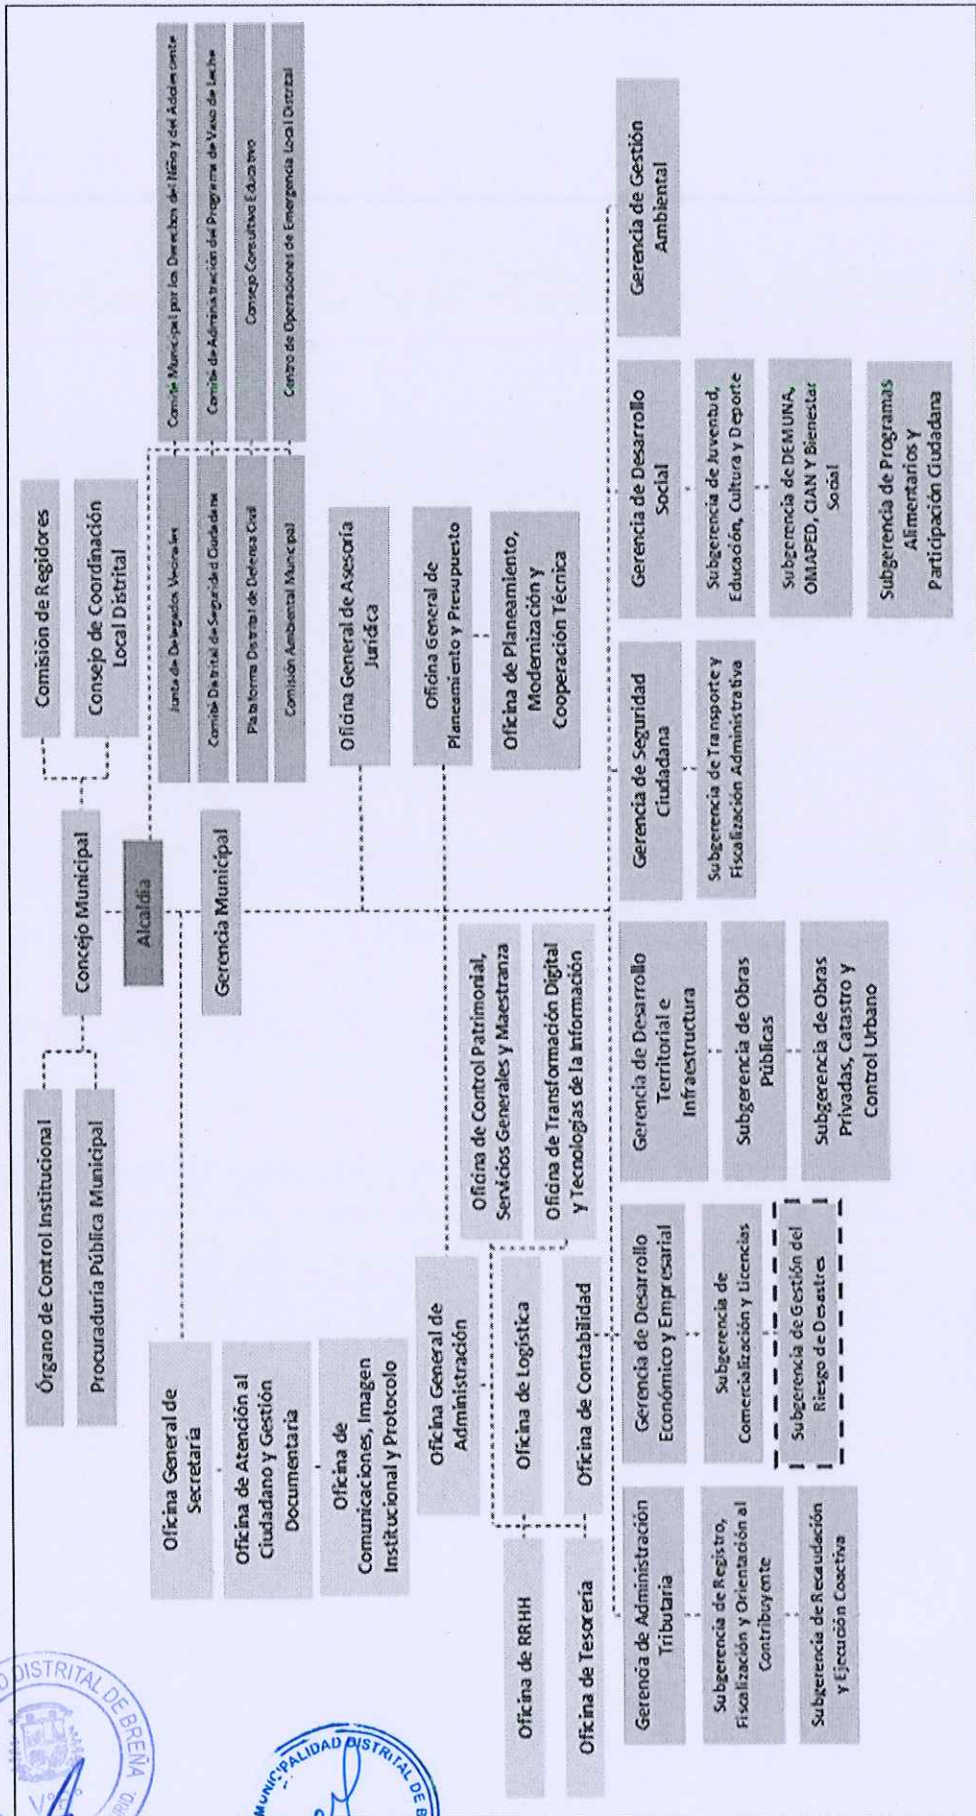 Órgano de Control Institucional
Procuraduría Pública Municipal
Concejo Municipal
Comisión de Regidores
Consejo de Coordinación
Local Distrital
Alcaldía
Gerencia Municipal
Junta de Delegados Vecinales
Comité Municipal por los Derechos del Niño y del Adolescente
Comité Distrital de Seguridad Ciudadana
Comité de Administración del Programa de Vaso de Leche
Plataforma Distrital de Defensa Civil
Consejo Consultivo Educativo
Comisión Ambiental Municipal
Centro de Operaciones de Emergencia Local Distrital
Oficina General de
Secretaría
Oficina de Atención al
Ciudadano y Gestión
Documentaria
Oficina de
Comunicaciones, Imagen
Institucional y Protocolo
Oficina General de Asesoría
Jurídica
Oficina General de
Planeamiento y Presupuesto
Oficina de Planeamiento,
Modernización y
Cooperación Técnica
Oficina General de
Administración
Oficina de Control Patrimonial,
Servicios Generales y Maestranza
Oficina de Transformación Digital
y Tecnologías de la Información
Oficina de RRHH
Oficina de Logística
Oficina de Tesorería
Oficina de Contabilidad
Gerencia de Administración
Tributaria
Subgerencia de Registro,
Fiscalización y Orientación al
Contribuyente
Subgerencia de Recaudación
y Ejecución Coactiva
Gerencia de Desarrollo
Económico y Empresarial
Subgerencia de
Comercialización y Licencias
Subgerencia de Gestión del
Riesgo de Desastres
Gerencia de Desarrollo
Territorial e
Infraestructura
Subgerencia de Obras
Públicas
Subgerencia de Obras
Privadas, Catastro y
Control Urbano
Gerencia de Seguridad
Ciudadana
Subgerencia de Transporte y
Fiscalización Administrativa
Gerencia de Desarrollo
Social
Subgerencia de Juventud,
Educación, Cultura y Deporte
Subgerencia de DEMUNA,
OMAPED, CIAN Y Bienestar
Social
Subgerencia de Programas
Alimentarios y
Participación Ciudadana
Gerencia de Gestión
Ambiental
DISTRITAL DE BREÑA
V°B°
MUNICIPALIDAD DISTRITAL DE